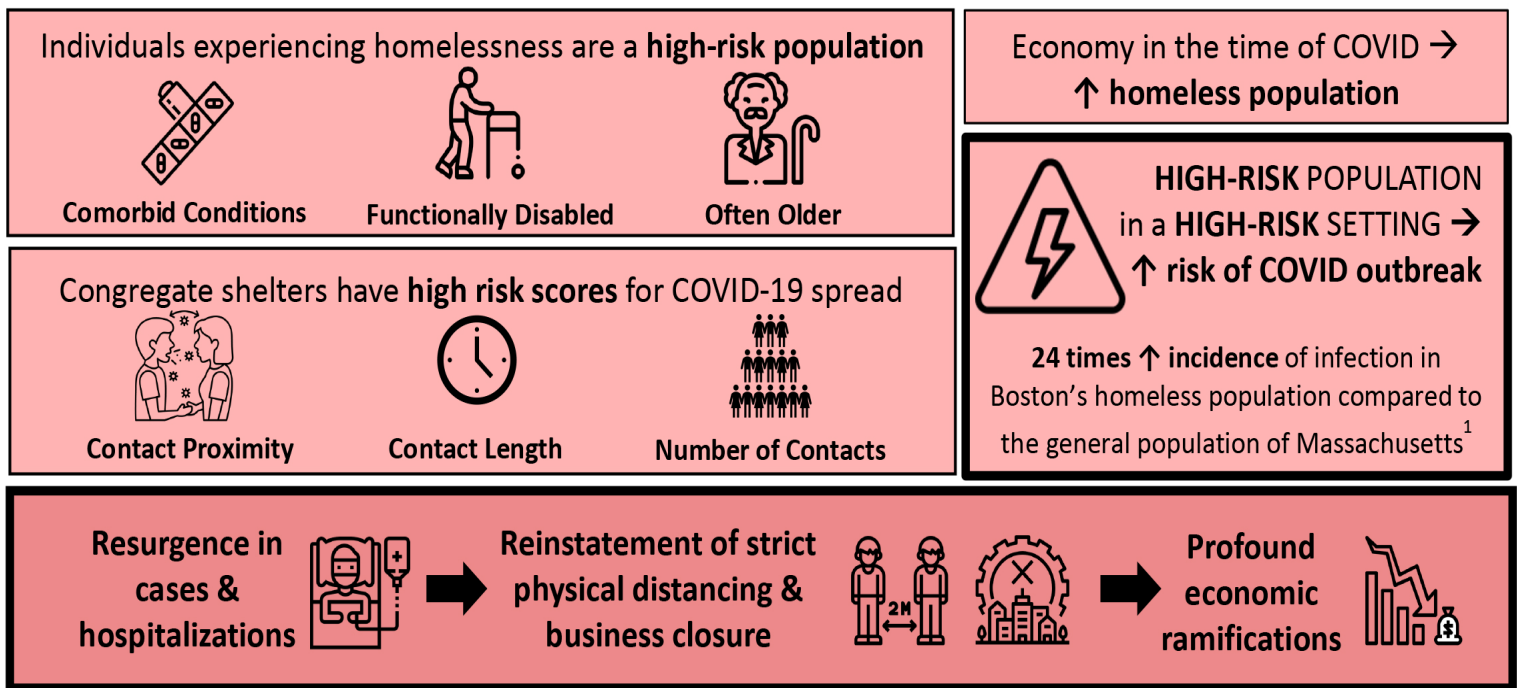 Individuals experiencing homelessness are a high-risk population
Comorbid Conditions
Functionally Disabled
Often Older
Congregate shelters have high risk scores for COVID-19 spread
Contact Proximity
Contact Length
Number of Contacts
Economy in the time of COVID →
↑ homeless population
HIGH-RISK POPULATION
in a HIGH-RISK SETTING →
↑ risk of COVID outbreak
24 times ↑ incidence of infection in
Boston's homeless population compared to
the general population of Massachusetts1
Resurgence in
cases &
hospitalizations
Reinstatement of strict
physical distancing &
business closure
2M
Profound
economic
ramifications
$